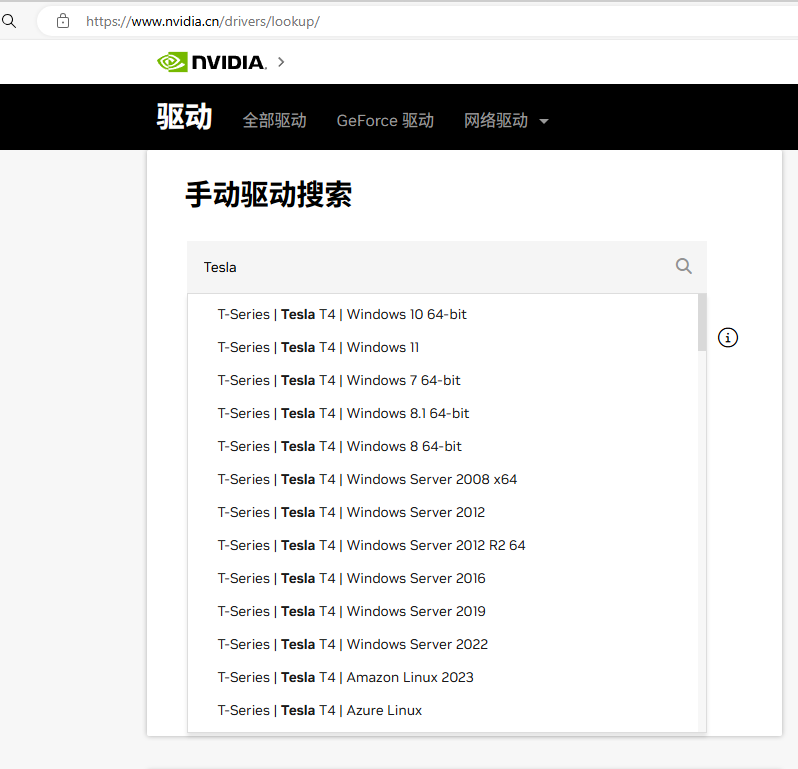 https://www.nvidia.cn/drivers/lookup/
NVIDIA.
驱动 全部驱动 GeForce 驱动 网络驱动
手动驱动搜索
Tesla
T-Series | Tesla T4 | Windows 10 64-bit
T-Series | Tesla T4 | Windows 11
T-Series | Tesla T4 | Windows 7 64-bit
T-Series | Tesla T4 | Windows 8.1 64-bit
T-Series | Tesla T4 | Windows 8 64-bit
T-Series | Tesla T4 | Windows Server 2008 x64
T-Series | Tesla T4 | Windows Server 2012
T-Series | Tesla T4 | Windows Server 2012 R2 64
T-Series | Tesla T4 | Windows Server 2016
T-Series | Tesla T4 | Windows Server 2019
T-Series | Tesla T4 | Windows Server 2022
T-Series | Tesla T4 | Amazon Linux 2023
T-Series | Tesla T4 | Azure Linux